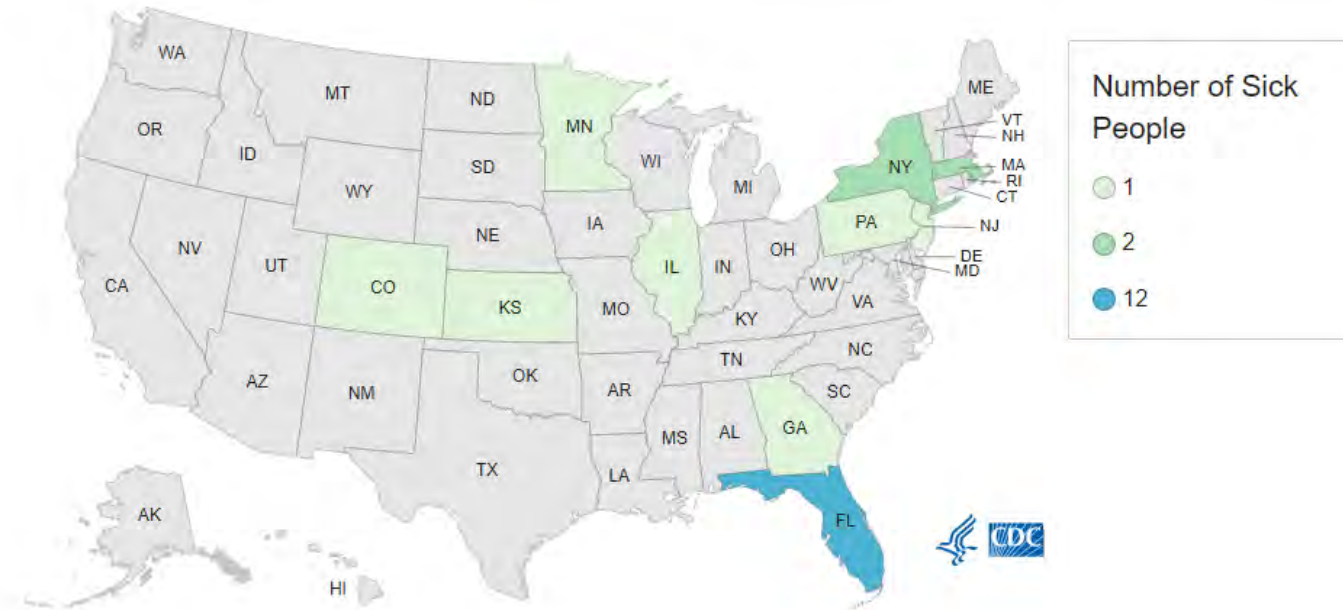 WA
MT
ND
MN
ME
VT
NH
OR
ID
SD
WI
MI
NY
MA
RI
CT
WY
IA
PA
NJ
NE
NV
UT
IL
IN
OH
DE
MD
CA
CO
KS
MO
WV
VA
KY
NC
TN
AZ
NM
OK
AR
SC
MS
AL
GA
TX
LA
FL
AK
HI
CDC
Number of Sick
People
1
2
12